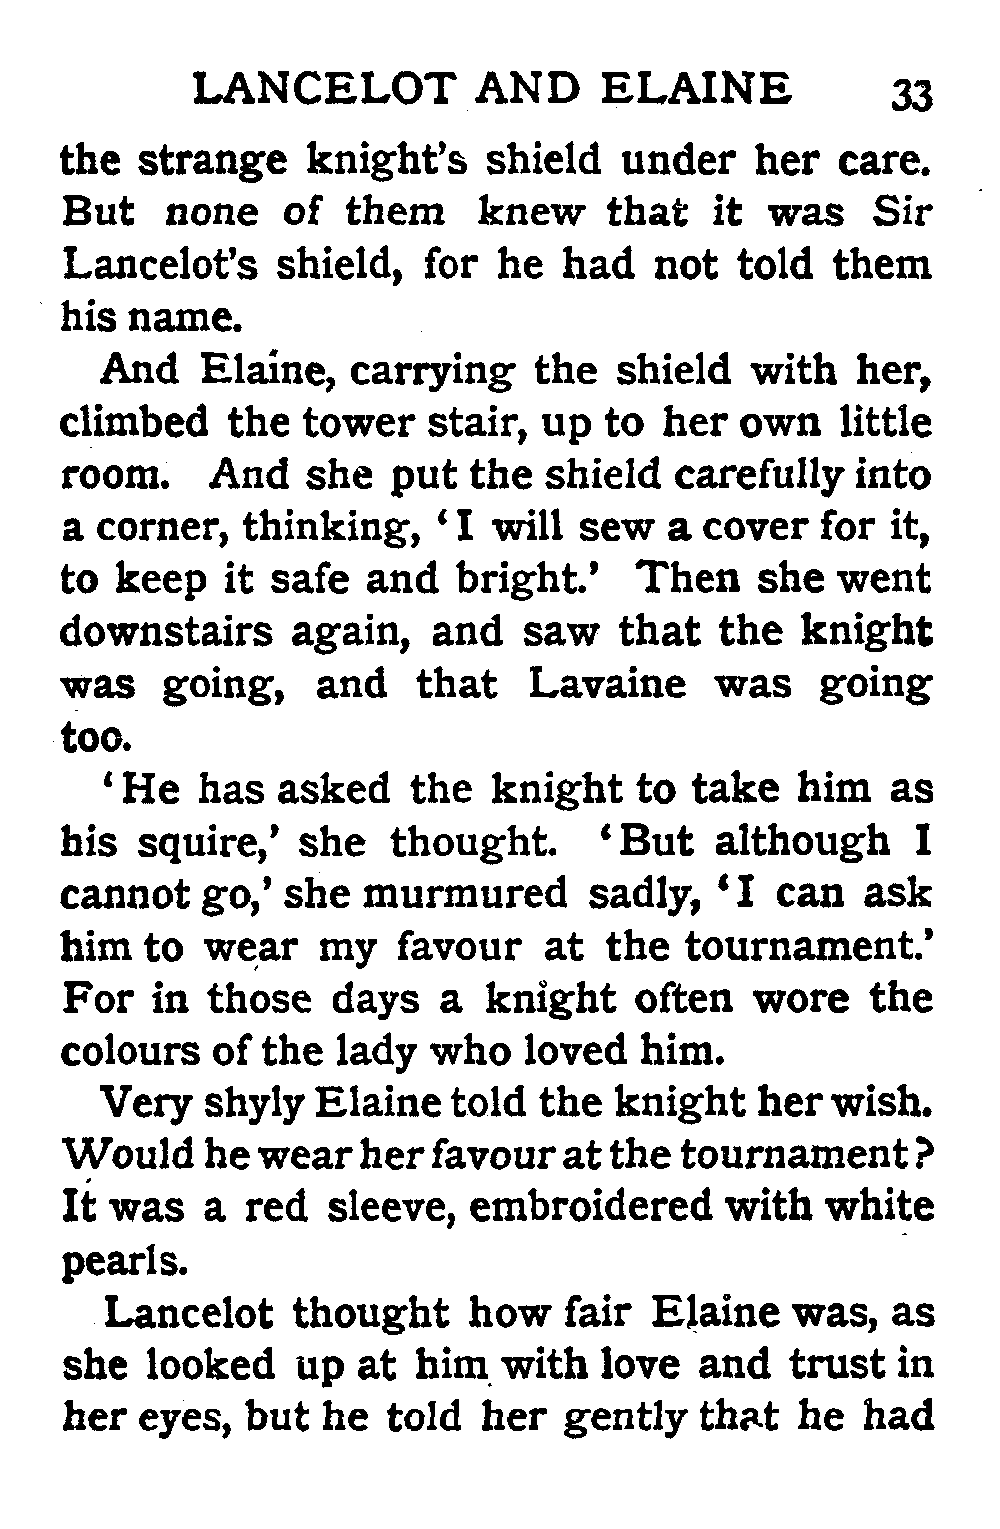 LANCELOT AND ELAINE 33
the strange knight's shield under her care.
But none of them knew that it was Sir
Lancelot's shield, for he had not told them
his name.
And Elaine, carrying the shield with her,
climbed the tower stair, up to her own little
room. And she put the shield carefully into
a corner, thinking, ‘I will sew a cover for it,
to keep it safe and bright.’ Then she went
downstairs again, and saw that the knight
was going, and that Lavaine was going
too.
‘He has asked the knight to take him as
his squire,’ she thought. ‘But although I
cannot go,’ she murmured sadly, ‘I can ask
him to wear my favour at the tournament.’
For in those days a knight often wore the
colours of the lady who loved him.
Very shyly Elaine told the knight her wish.
Would he wear her favour at the tournament?
It was a red sleeve, embroidered with white
pearls.
Lancelot thought how fair Elaine was, as
she looked up at him with love and trust in
her eyes, but he told her gently that he had